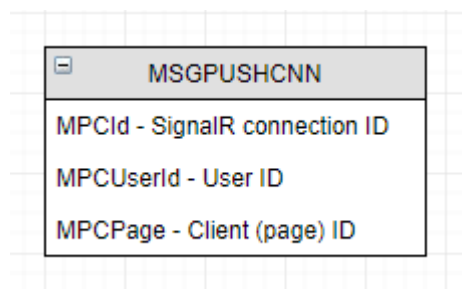 MSGPUSHCNN
MPCId - SignalR connection ID
MPCUserId - User ID
MPCPage - Client (page) ID